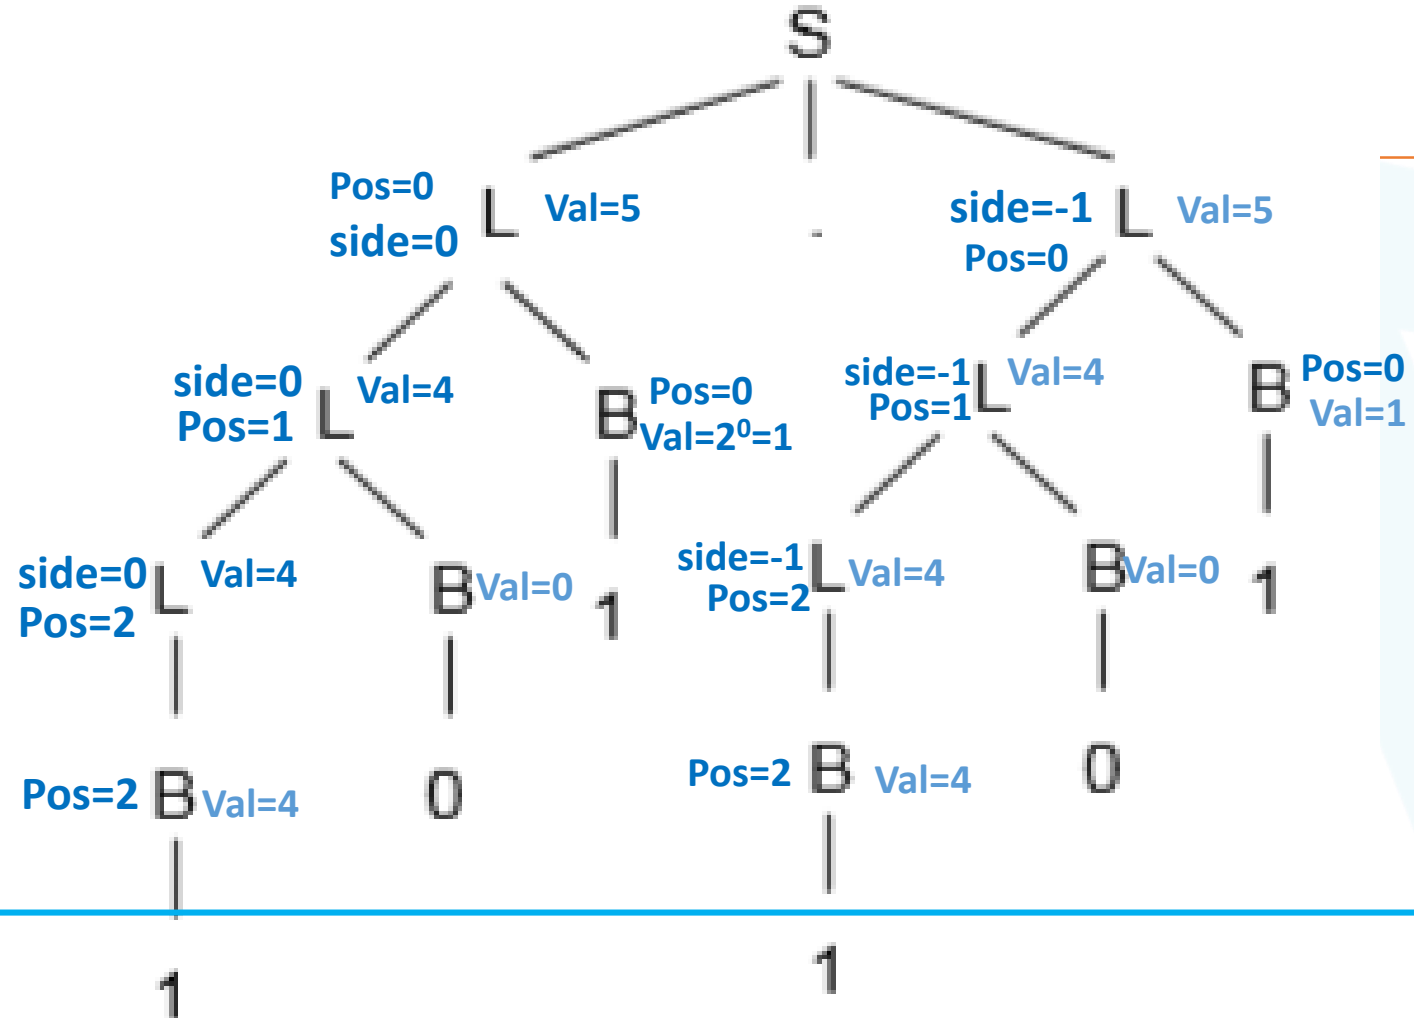 S
Pos=0
side=0
L
Val=5
.
side=-1
Pos=0
L
Val=5
side=0
Pos=1
L
Val=4
B
Pos=0
Val=2⁰=1
side=-1
Pos=1
L
Val=4
B
Pos=0
Val=1
side=0
Pos=2
L
Val=4
B
Val=0
1
side=-1
Pos=2
L
Val=4
B
Val=0
1
Pos=2
B
Val=4
0
Pos=2
B
Val=4
0
1
1